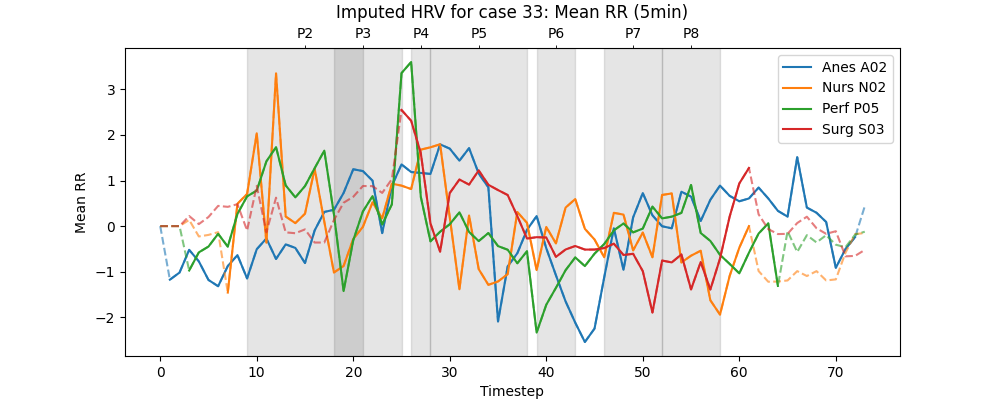 Imputed HRV for case 33: Mean RR (5min)
P2 P3 P4 P5 P6 P7 P8
Anes A02
Nurs N02
Perf P05
Surg S03
Mean RR
3
2
1
0
−1
−2
0 10 20 30 40 50 60 70
Timestep